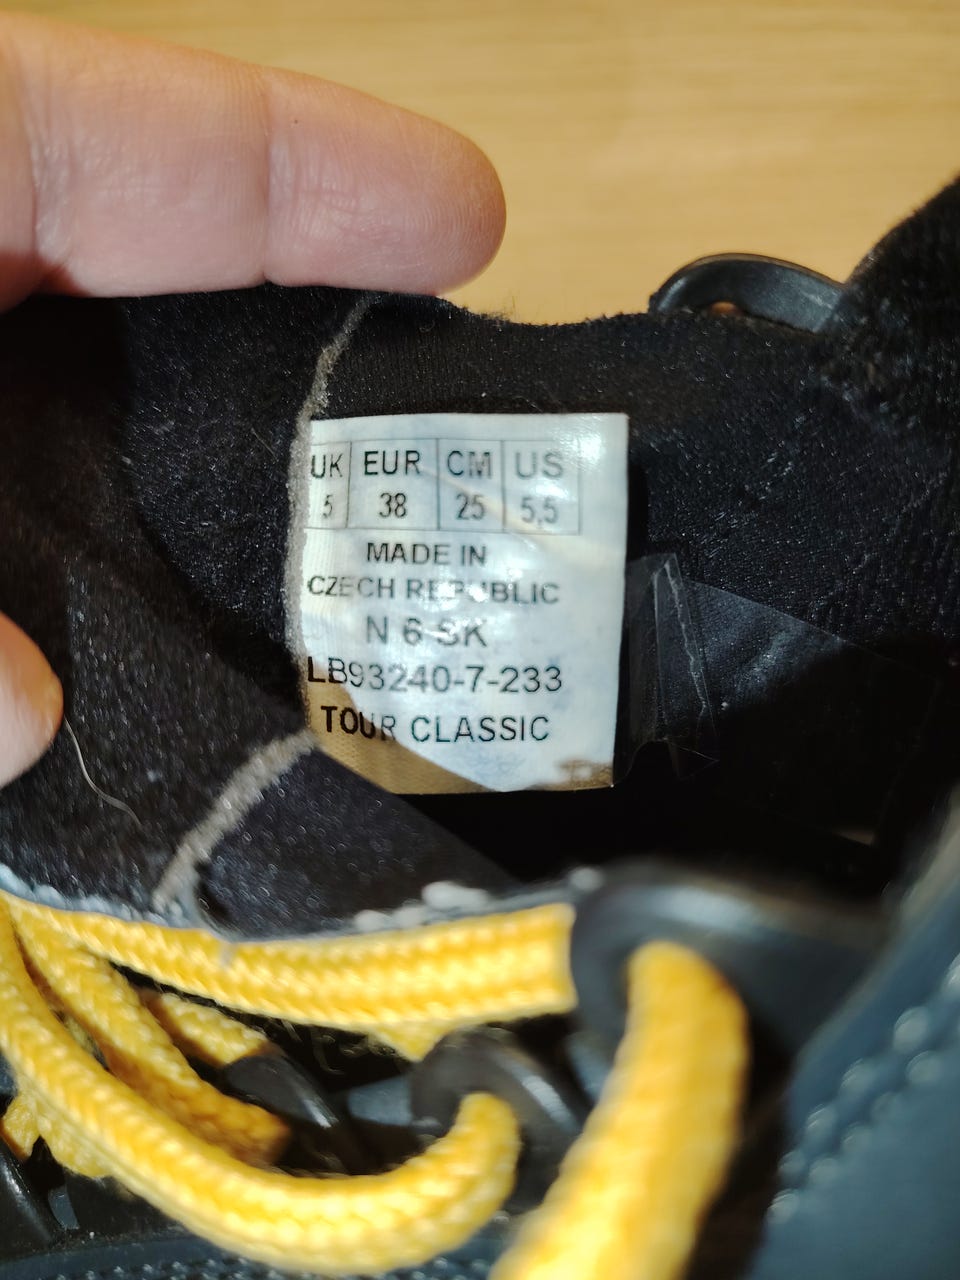 UK EUR CM US
5 38 25 5,5
MADE IN
CZECH REPUBLIC
N 6 SK
LB93240-7-233
TOUR CLASSIC